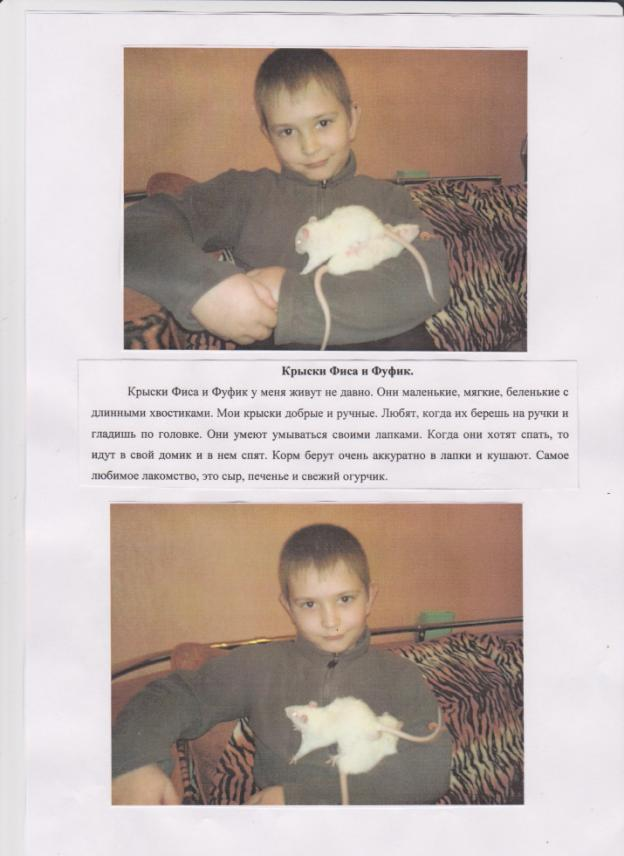 Крыски Фиса и Фуфик.
Крыски Фиса и Фуфик у меня живут не давно. Они маленькие, мягкие, беленькие с
длинными хвостиками. Мои крыски добрые и ручные. Любят, когда их берешь на ручки и
гладишь по головке. Они умеют умываться своими лапками. Когда они хотят спать, то
идут в свой домик и в нем спят. Корм берут очень аккуратно в лапки и кушают. Самое
любимое лакомство, это сыр, печенье и свежий огурчик.